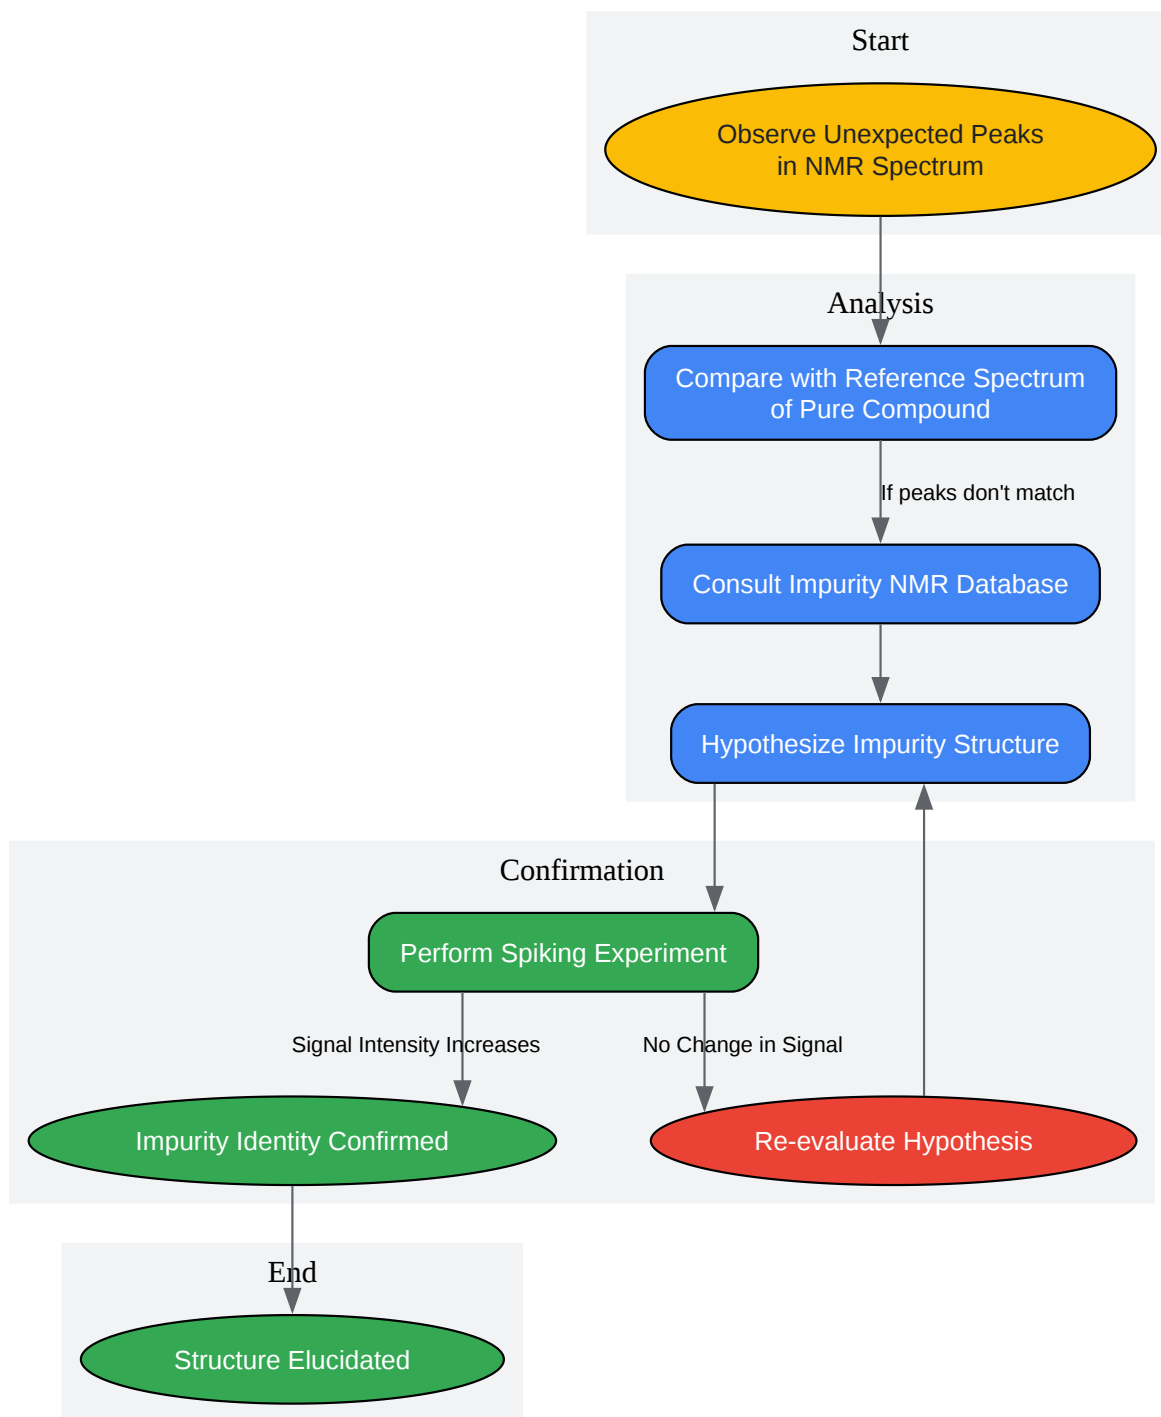 Start
Observe Unexpected Peaks
in NMR Spectrum
Analysis
Compare with Reference Spectrum
of Pure Compound
If peaks don't match
Consult Impurity NMR Database
Hypothesize Impurity Structure
Confirmation
Perform Spiking Experiment
Signal Intensity Increases
No Change in Signal
Impurity Identity Confirmed
Re-evaluate Hypothesis
End
Structure Elucidated